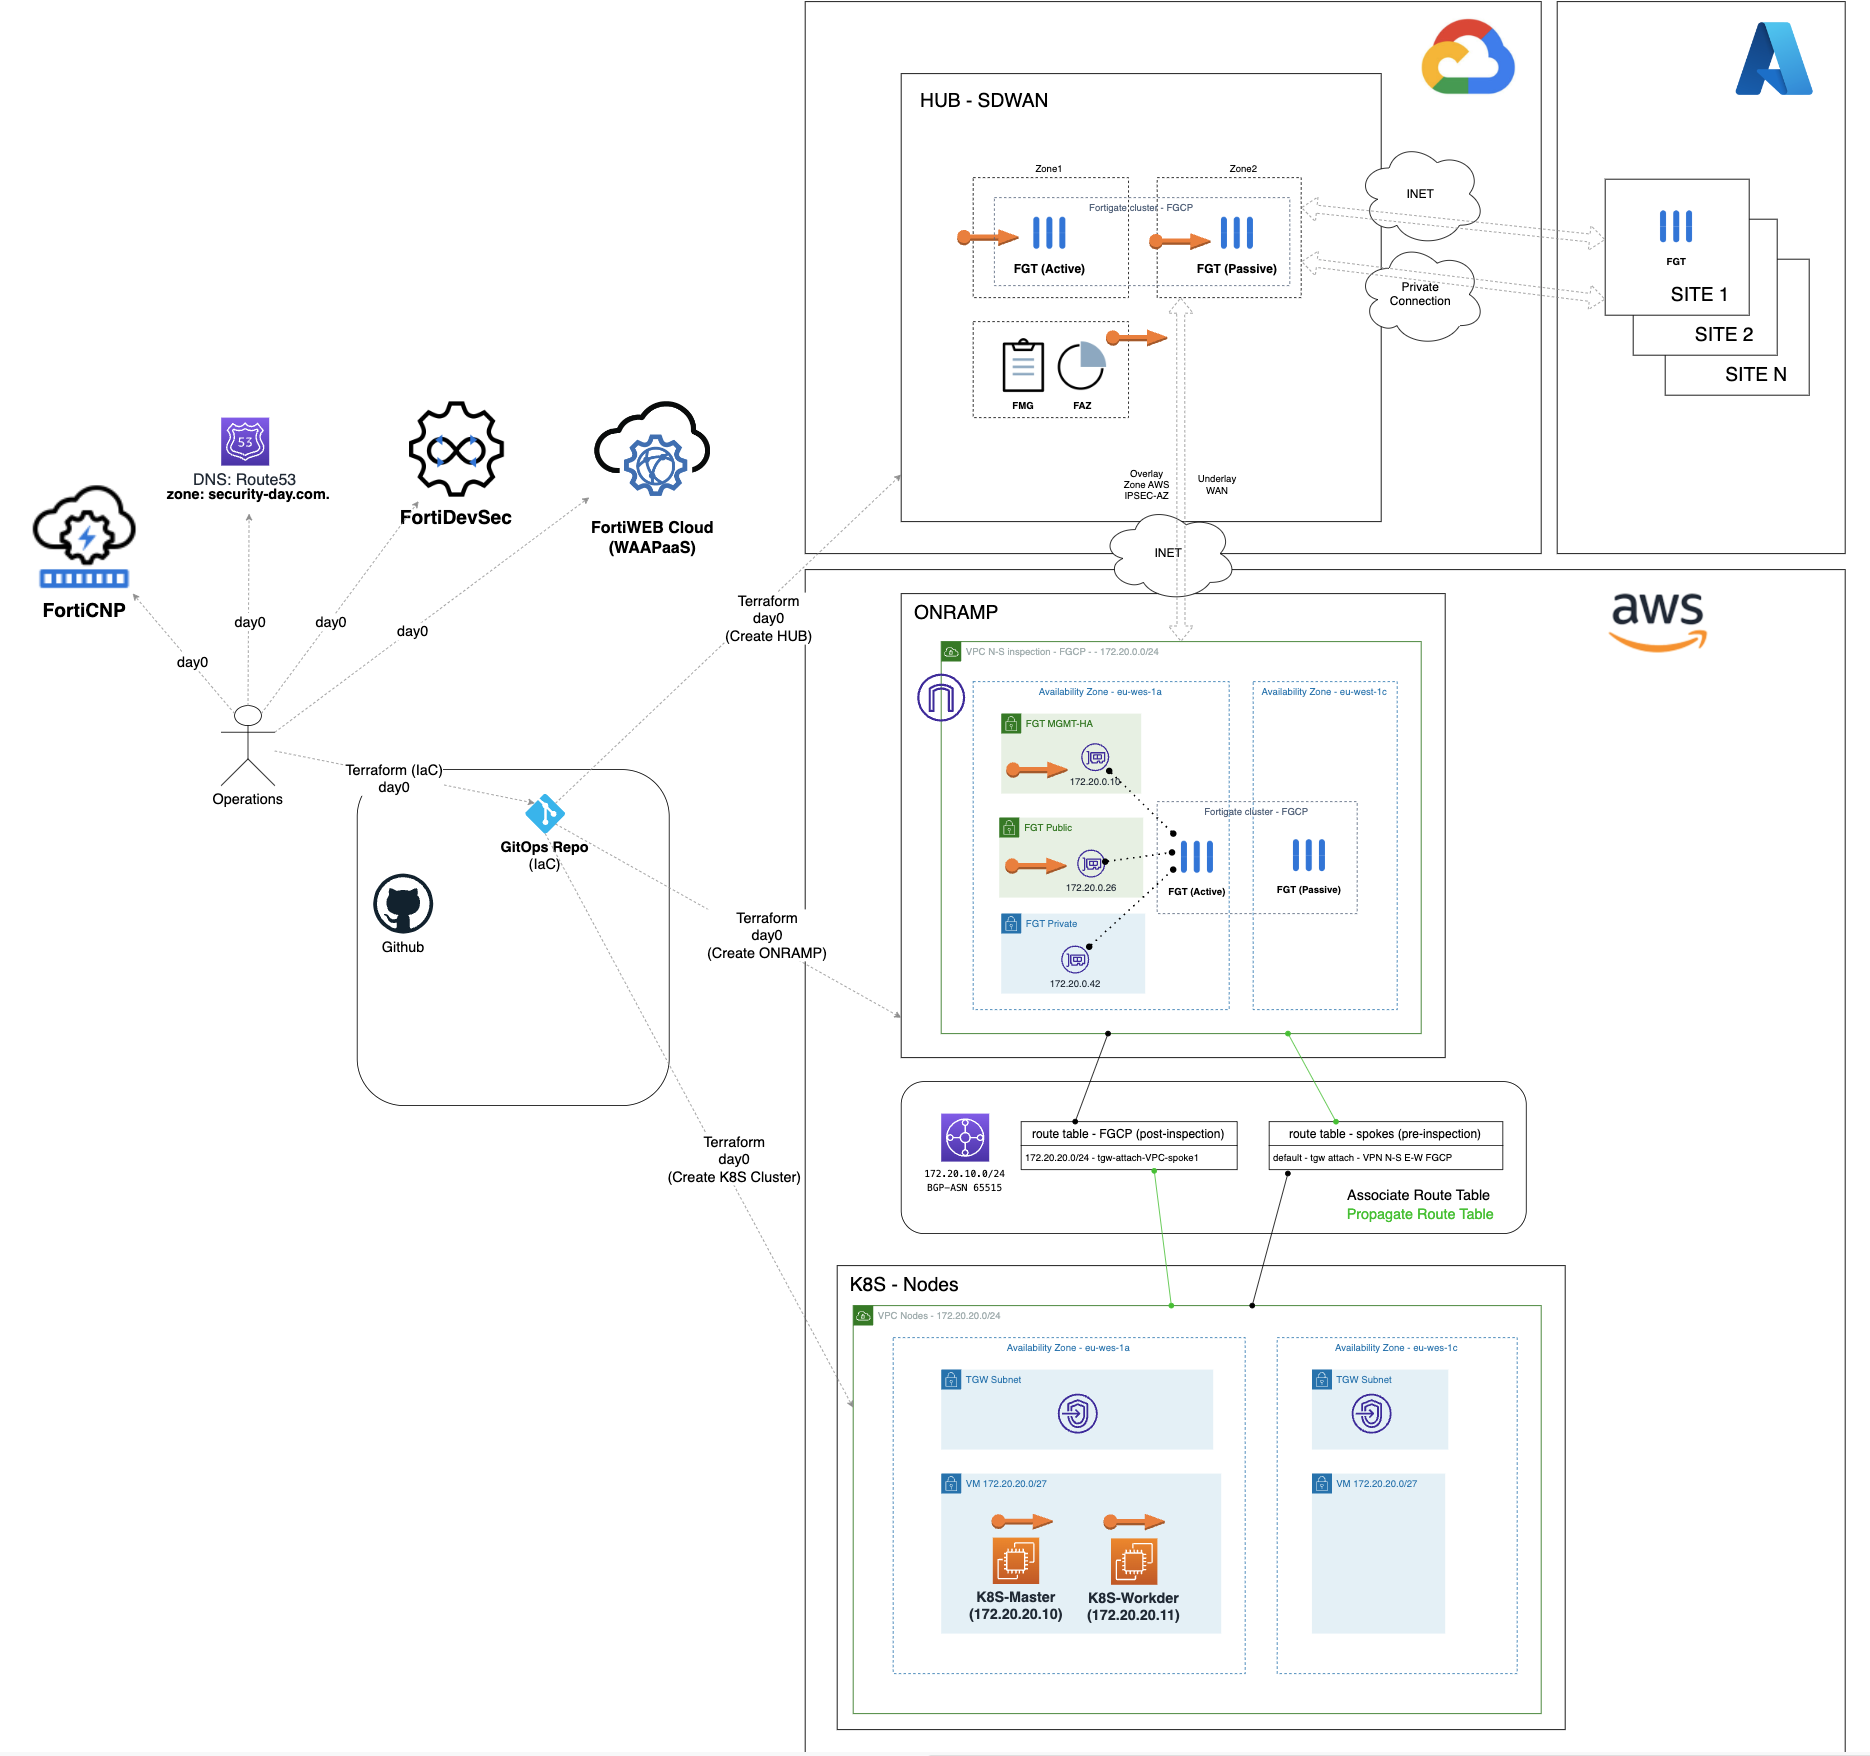 HUB - SDWAN
Zone1
Zone2
Fortigate cluster - FGCP
FGT (Active)
FGT (Passive)
FMG
FAZ
INET
Private
Connection
FGT
SITE 1
SITE 2
SITE N
Overlay
Zone AWS
IPSEC-AZ
Underlay
WAN
INET
53
DNS: Route53
zone: security-day.com.
FortiDevSec
FortiWEB Cloud
(WAAPaaS)
FortiCNP
day0
day0
day0
day0
Operations
Terraform (IaC)
day0
GitOps Repo
(IaC)
Github
Terraform
day0
(Create HUB)
Terraform
day0
(Create ONRAMP)
Terraform
day0
(Create K8S Cluster)
aws
ONRAMP
VPC N-S inspection - FGCP - - 172.20.0.0/24
Availability Zone - eu-wes-1a
Availability Zone - eu-west-1c
FGT MGMT-HA
172.20.0.10
FGT Public
172.20.0.26
FGT Private
172.20.0.42
Fortigate cluster - FGCP
FGT (Active)
FGT (Passive)
172.20.10.0/24
BGP-ASN 65515
route table - FGCP (post-inspection)
172.20.20.0/24 - tgw-attach-VPC-spoke1
route table - spokes (pre-inspection)
default - tgw attach - VPN N-S E-W FGCP
Associate Route Table
Propagate Route Table
K8S - Nodes
VPC Nodes - 172.20.20.0/24
Availability Zone - eu-wes-1a
Availability Zone - eu-wes-1c
TGW Subnet
TGW Subnet
VM 172.20.20.0/27
VM 172.20.20.0/27
K8S-Master
(172.20.20.10)
K8S-Workder
(172.20.20.11)